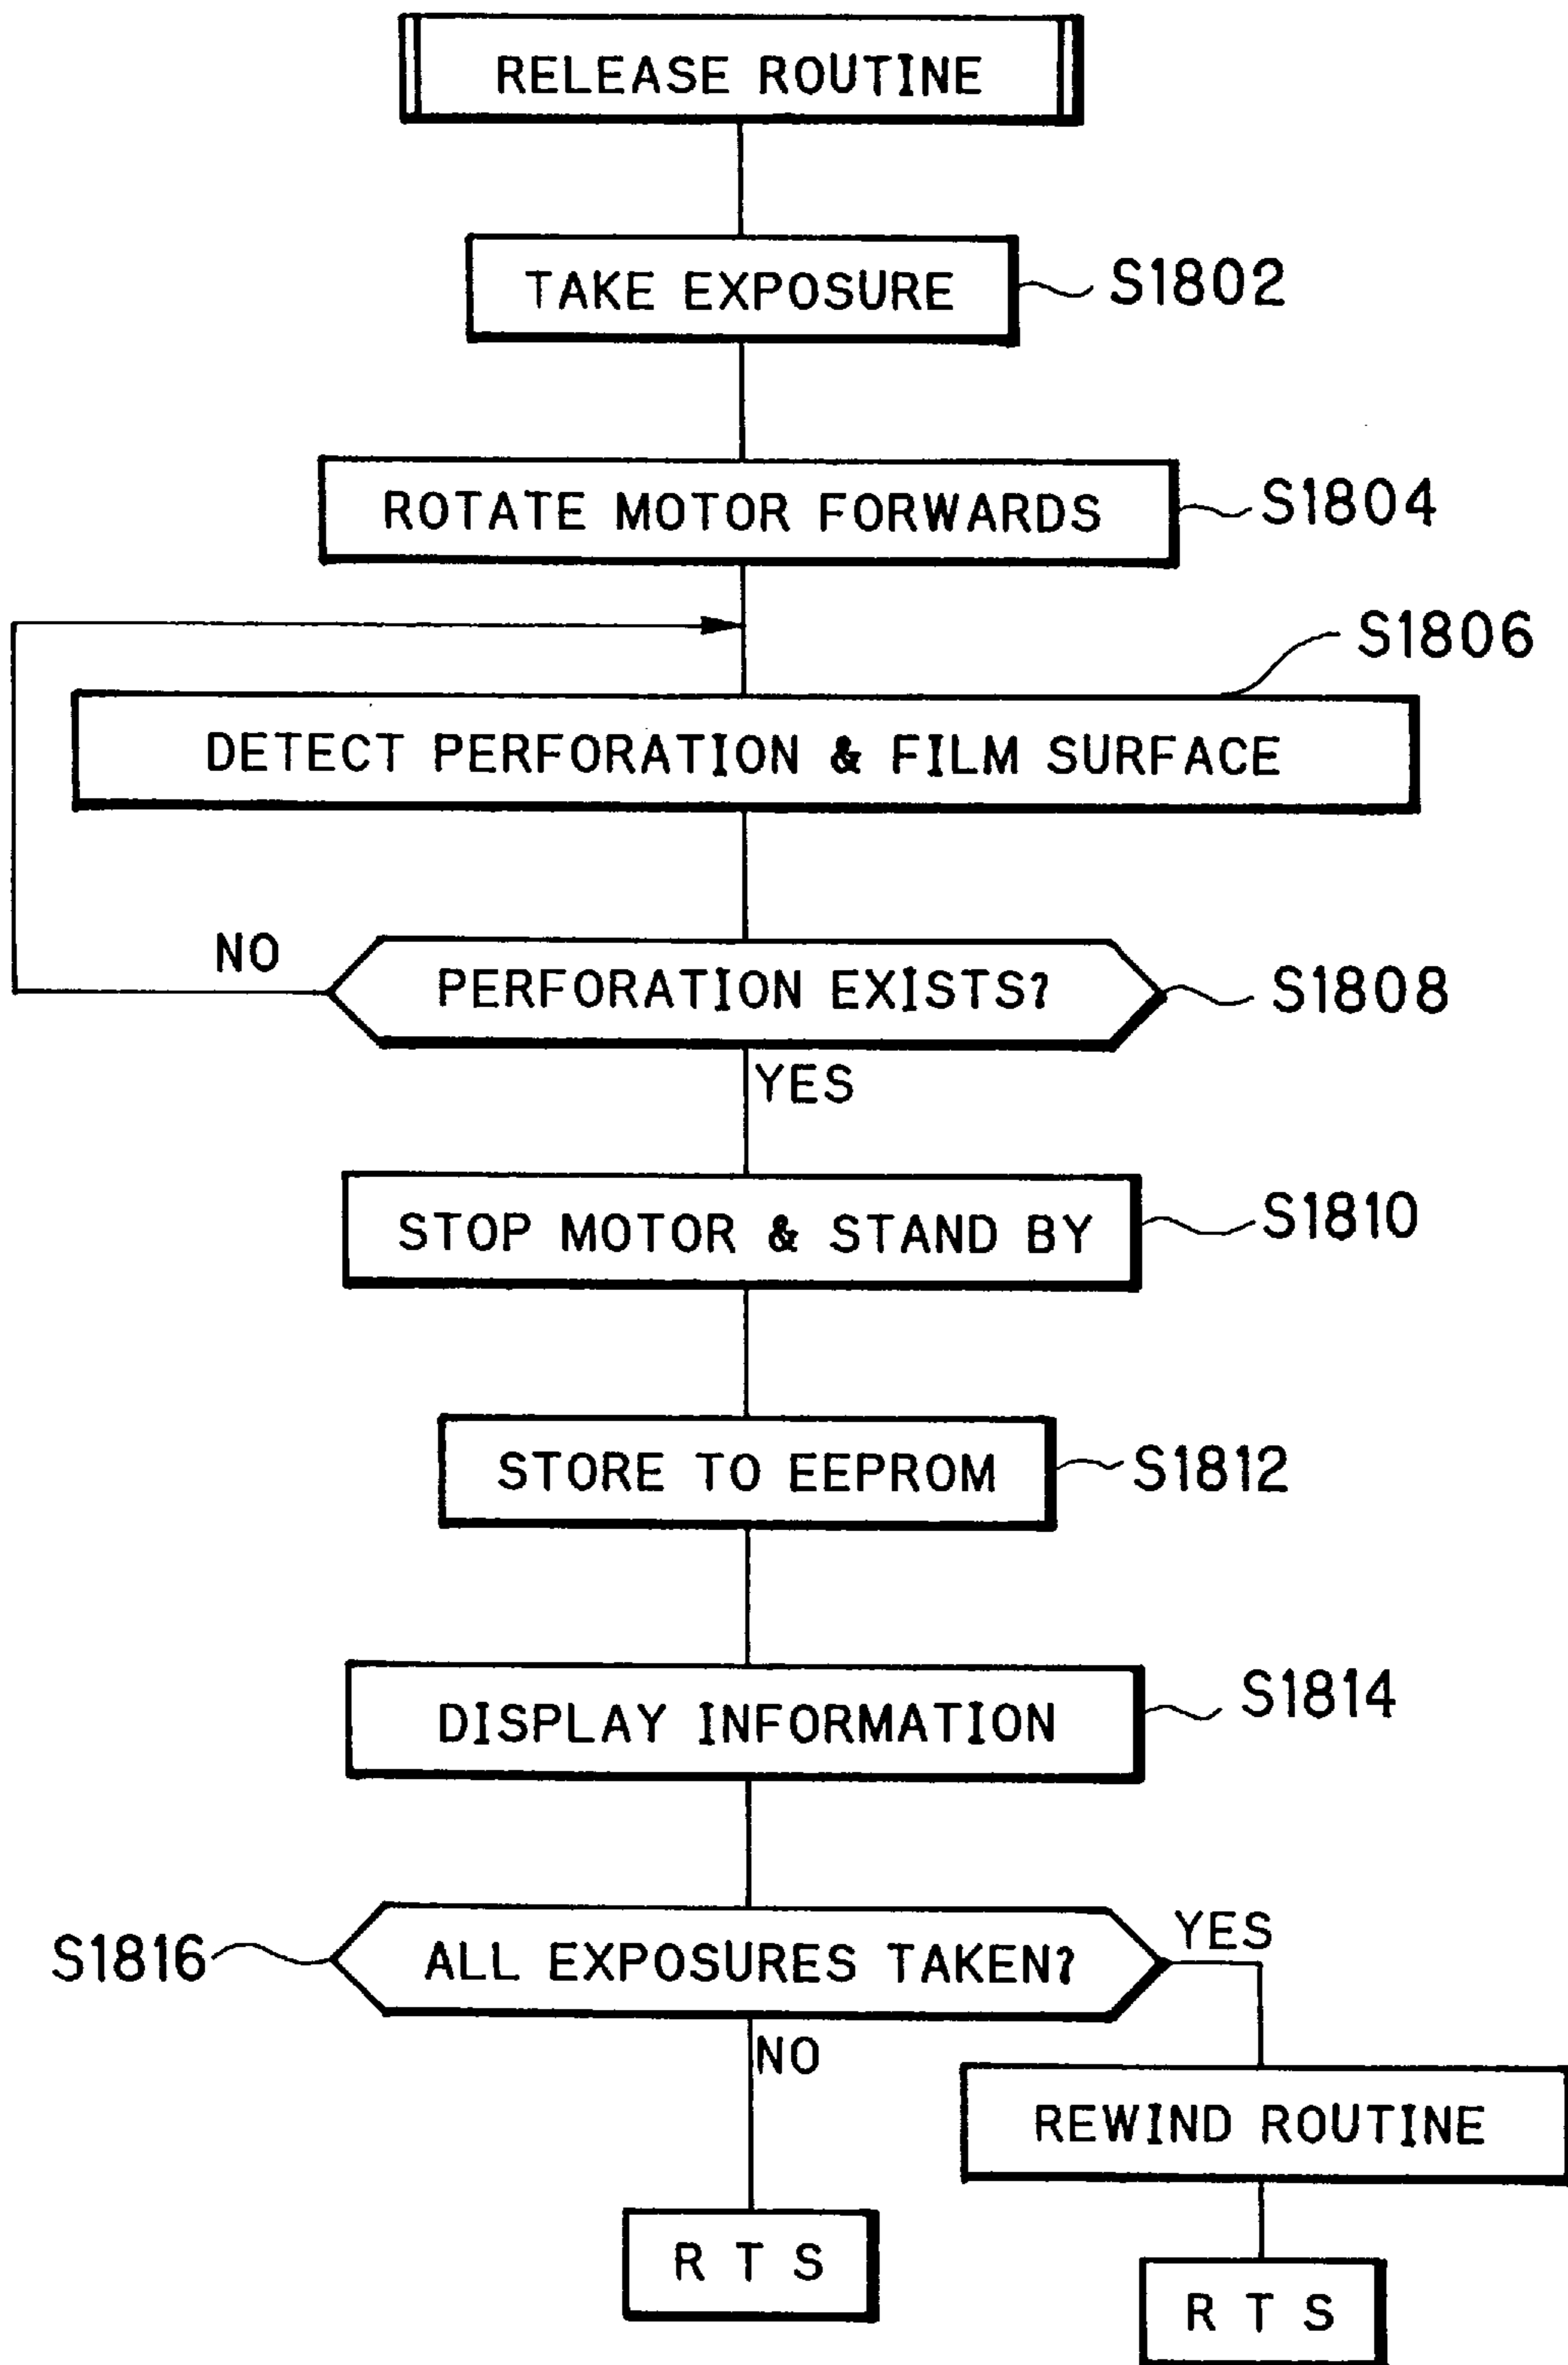 RELEASE ROUTINE
TAKE EXPOSURE
S1802
ROTATE MOTOR FORWARDS
S1804
S1806
DETECT PERFORATION & FILM SURFACE
NO
PERFORATION EXISTS?
S1808
YES
STOP MOTOR & STAND BY
S1810
STORE TO EEPROM
S1812
DISPLAY INFORMATION
S1814
S1816
ALL EXPOSURES TAKEN?
YES
NO
REWIND ROUTINE
R T S
R T S